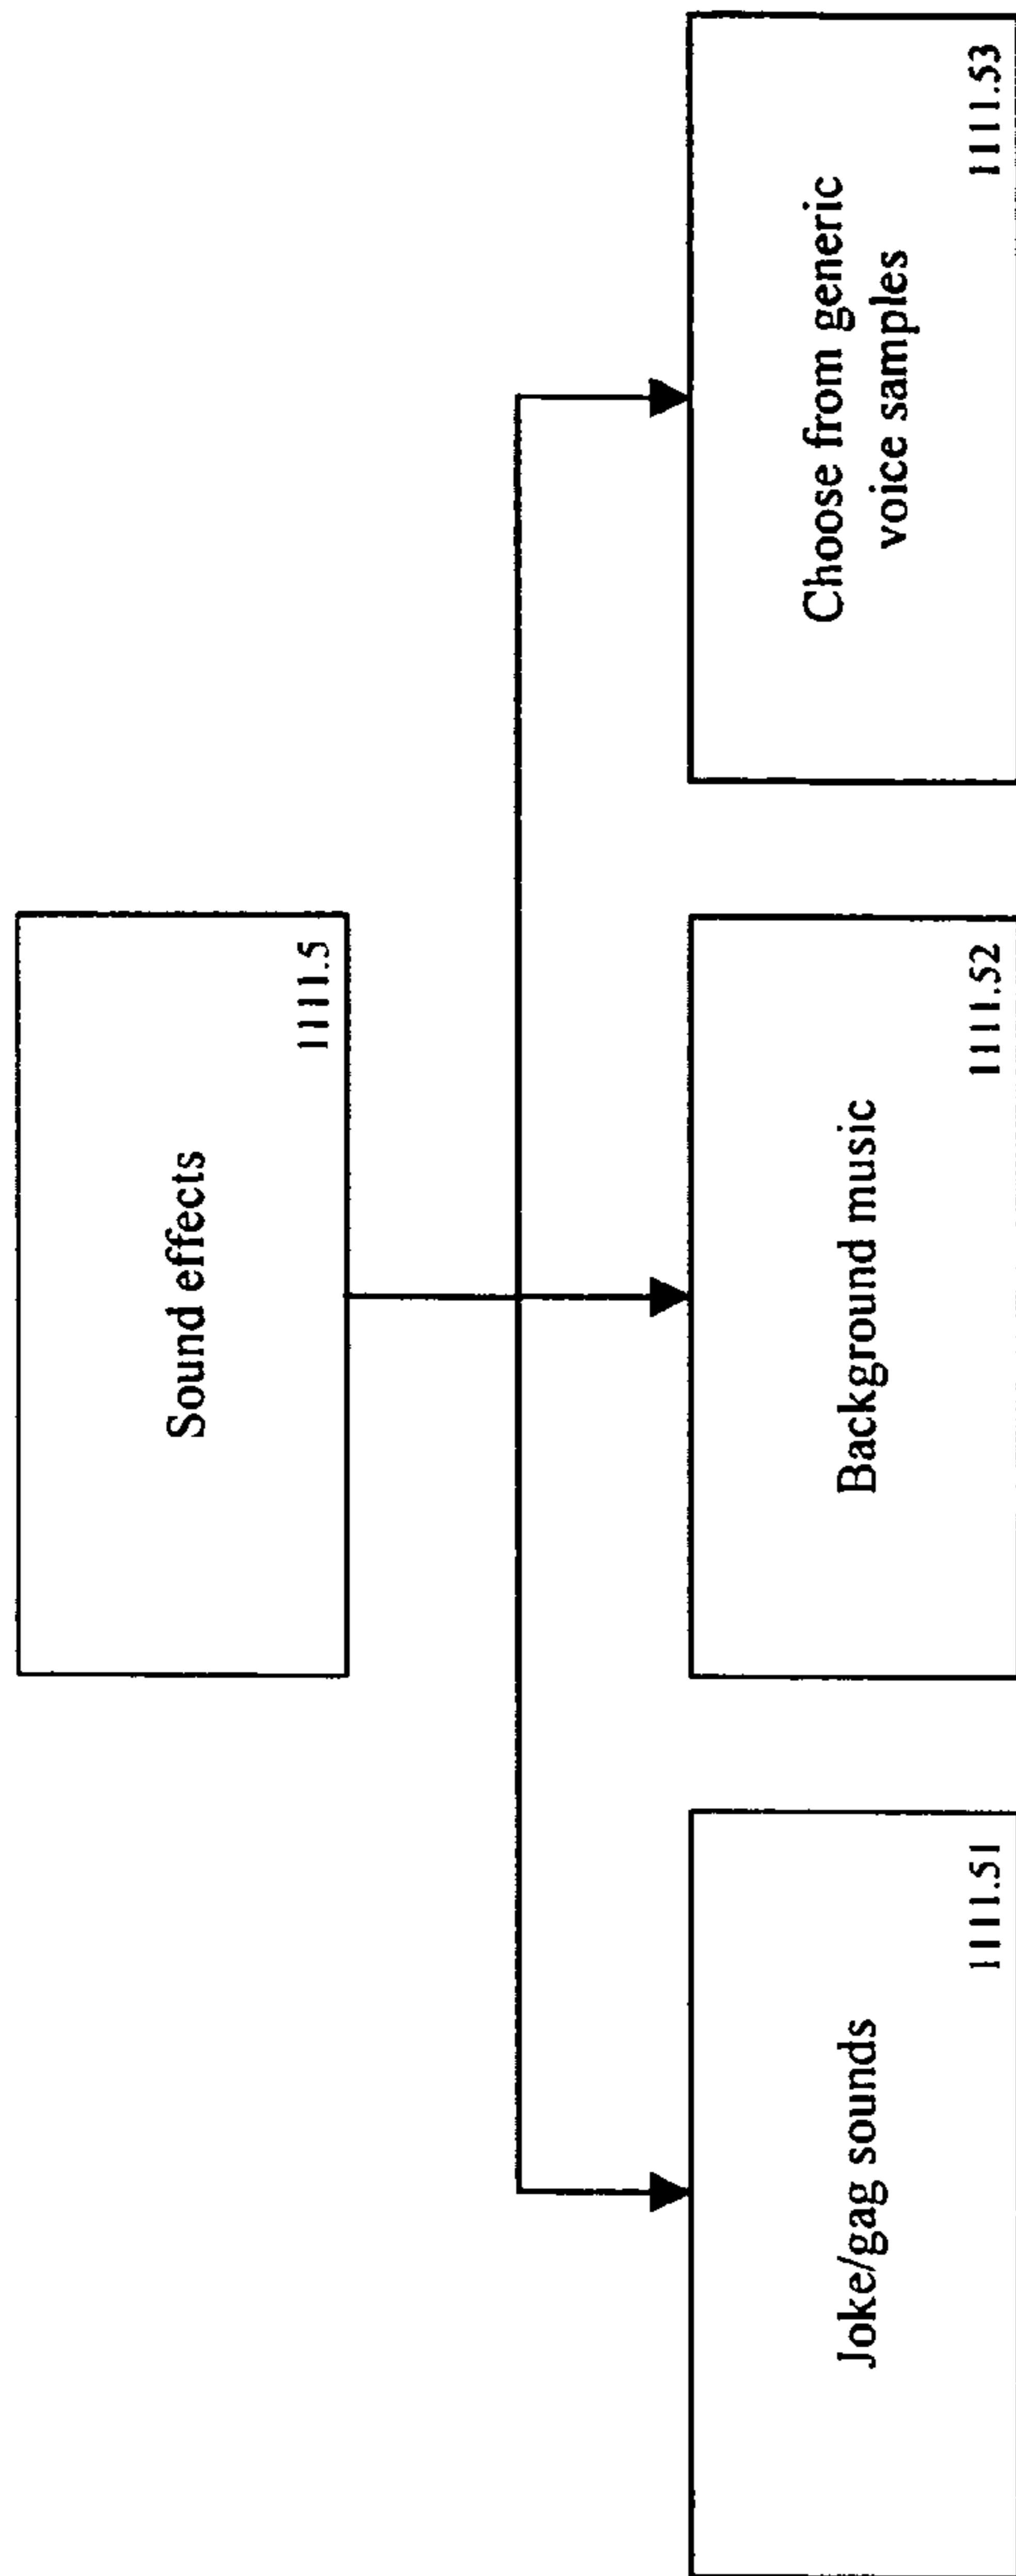 Sound effects
1111.5
Joke/gag sounds
1111.51
Background music
1111.52
Choose from generic
voice samples
1111.53